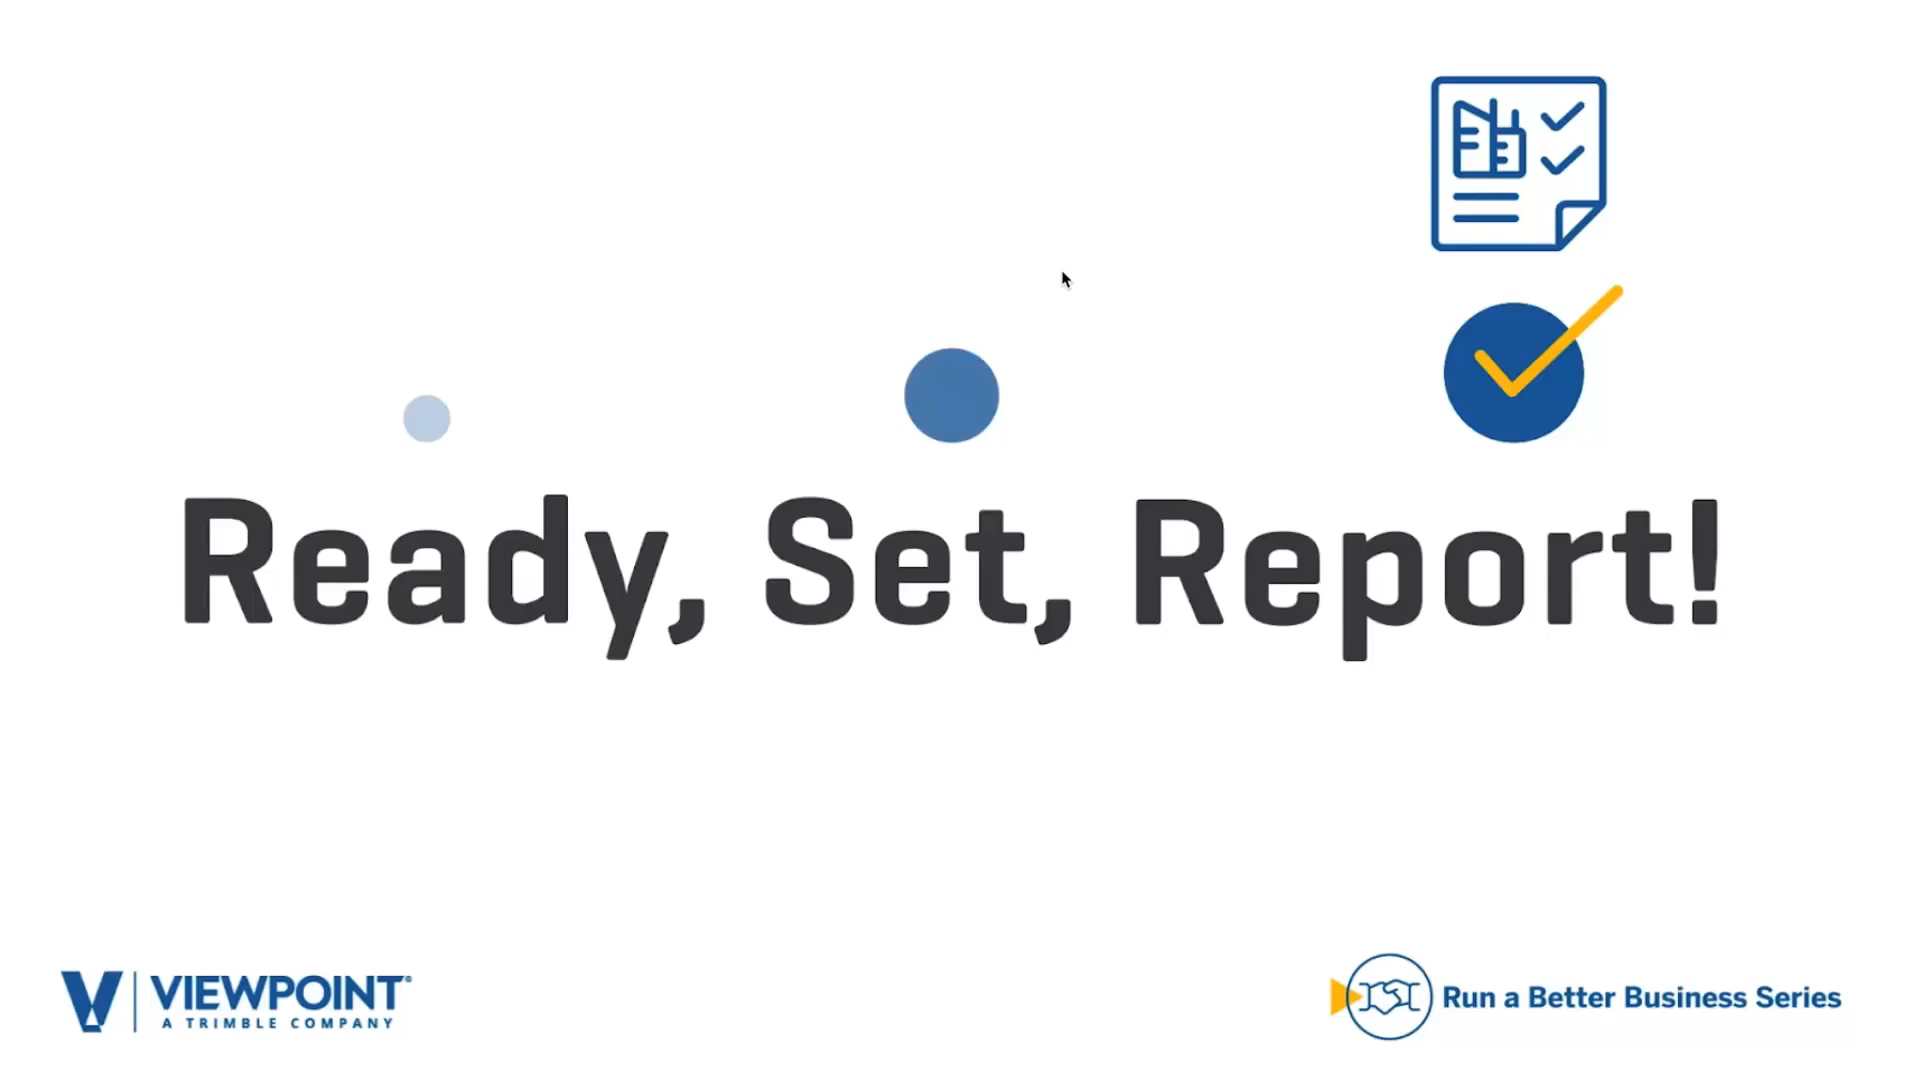 Ready, Set, Report!
VIEWPOINT®
A TRIMBLE COMPANY
Run a Better Business Series